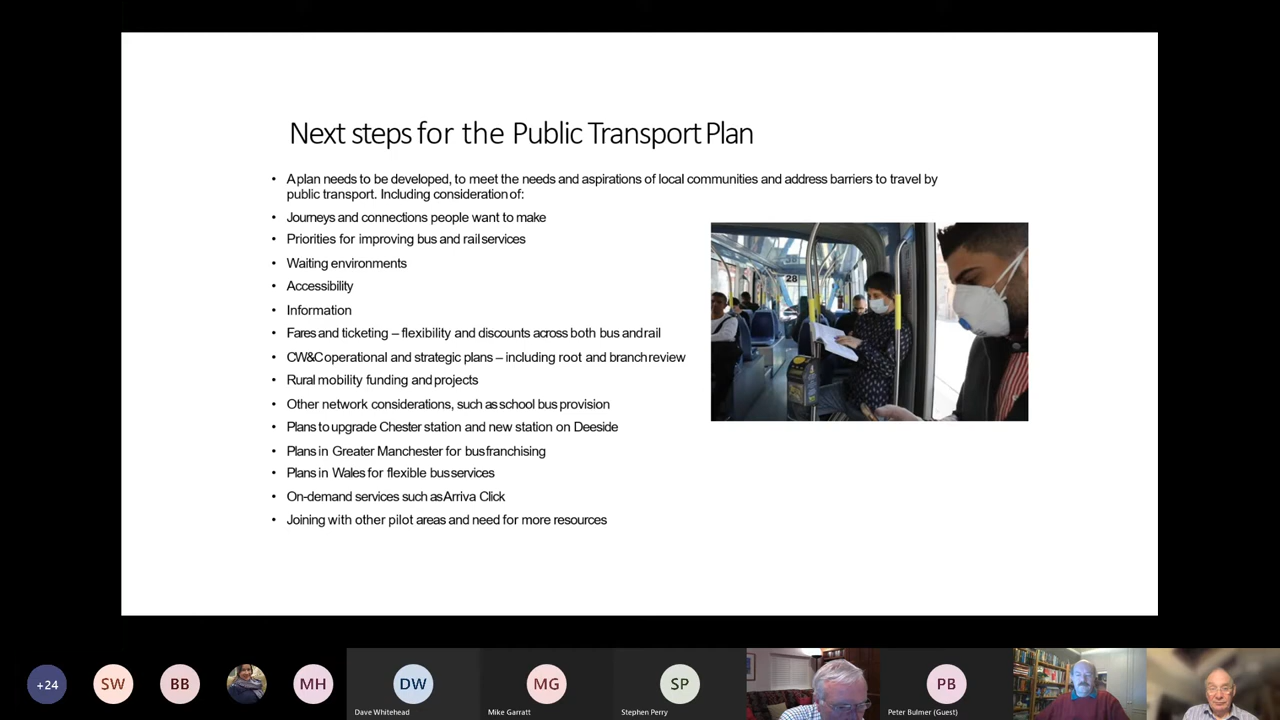 Next steps for the Public Transport Plan
• A plan needs to be developed, to meet the needs and aspirations of local communities and address barriers to travel by
public transport. Including consideration of:
• Journeys and connections people want to make
• Priorities for improving bus and rail services
• Waiting environments
• Accessibility
• Information
• Fares and ticketing – flexibility and discounts across both bus and rail
• CW&C operational and strategic plans – including root and branch review
• Rural mobility funding and projects
• Other network considerations, such as school bus provision
• Plans to upgrade Chester station and new station on Deeside
• Plans in Greater Manchester for bus franchising
• Plans in Wales for flexible bus services
• On-demand services such as Arriva Click
• Joining with other pilot areas and need for more resources
28
+24
SW
BB
MH
DW
Dave Whitehead
MG
Mike Garratt
SP
Stephen Perry
PB
Peter Bulmer (Guest)